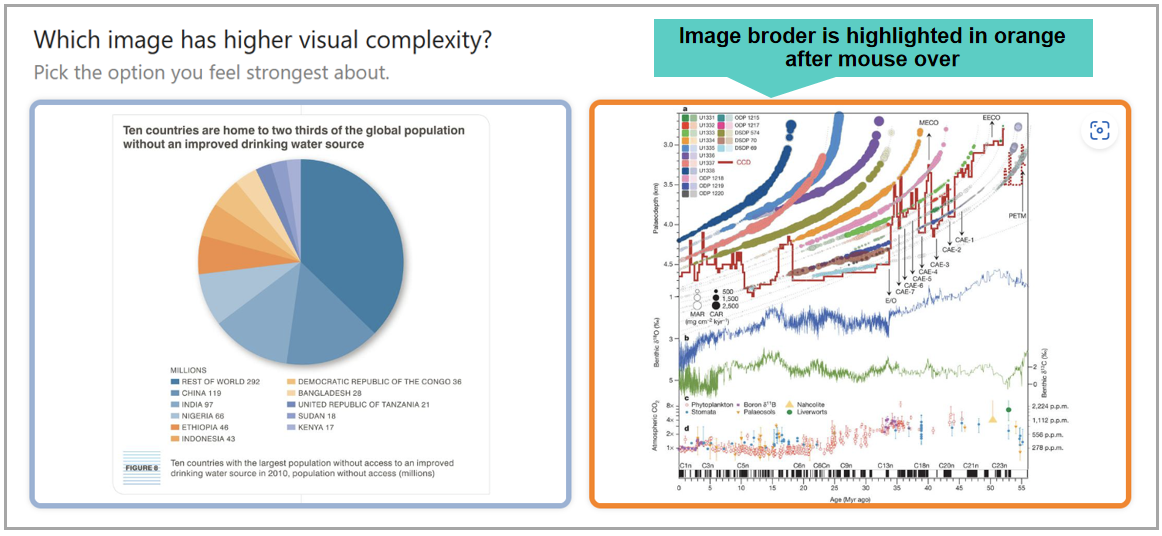 Which image has higher visual complexity?
Pick the option you feel strongest about.
Image broder is highlighted in orange
after mouse over
Ten countries are home to two thirds of the global population
without an improved drinking water source
MILLIONS
REST OF WORLD 292
CHINA 119
INDIA 97
NIGERIA 66
ETHIOPIA 46
INDONESIA 43
DEMOCRATIC REPUBLIC OF THE CONGO 36
BANGLADESH 28
UNITED REPUBLIC OF TANZANIA 21
SUDAN 18
KENYA 17
FIGURE 8
Ten countries with the largest population without access to an improved
drinking water source in 2010, population without access (millions)
a
U1331
U1332
U1333
U1334
U1335
U1336
U1337
U1338
ODP 1218
ODP 1219
ODP 1220
ODP 1215
ODP 1217
DSDP 574
DSDP 70
DSDP 69
CCD
MECO
EECO
PETM
Palaeodepth (km)
3.0
3.5
4.0
4.5
CAE-1
CAE-2
CAE-3
CAE-4
CAE-5
CAE-6
CAE-7
E/O
500
1,500
2,500
MAR CAR
(mg cm⁻² kyr⁻¹)
Benthic δ¹⁸O (‰)
1
3
5
b
Benthic δ¹³C (‰)
2
0
c
Phytoplankton
Stomata
Boron δ¹¹B
Palaeosols
Nahcolite
Liverworts
Atmospheric CO₂
8×
4×
2×
1×
d
2,224 p.p.m.
1,112 p.p.m.
556 p.p.m.
278 p.p.m.
C1n C3n C5n C6n C6Cn C9n C13n C18n C20n C21n C23n
0 5 10 15 20 25 30 35 40 45 50 55
Age (Myr ago)